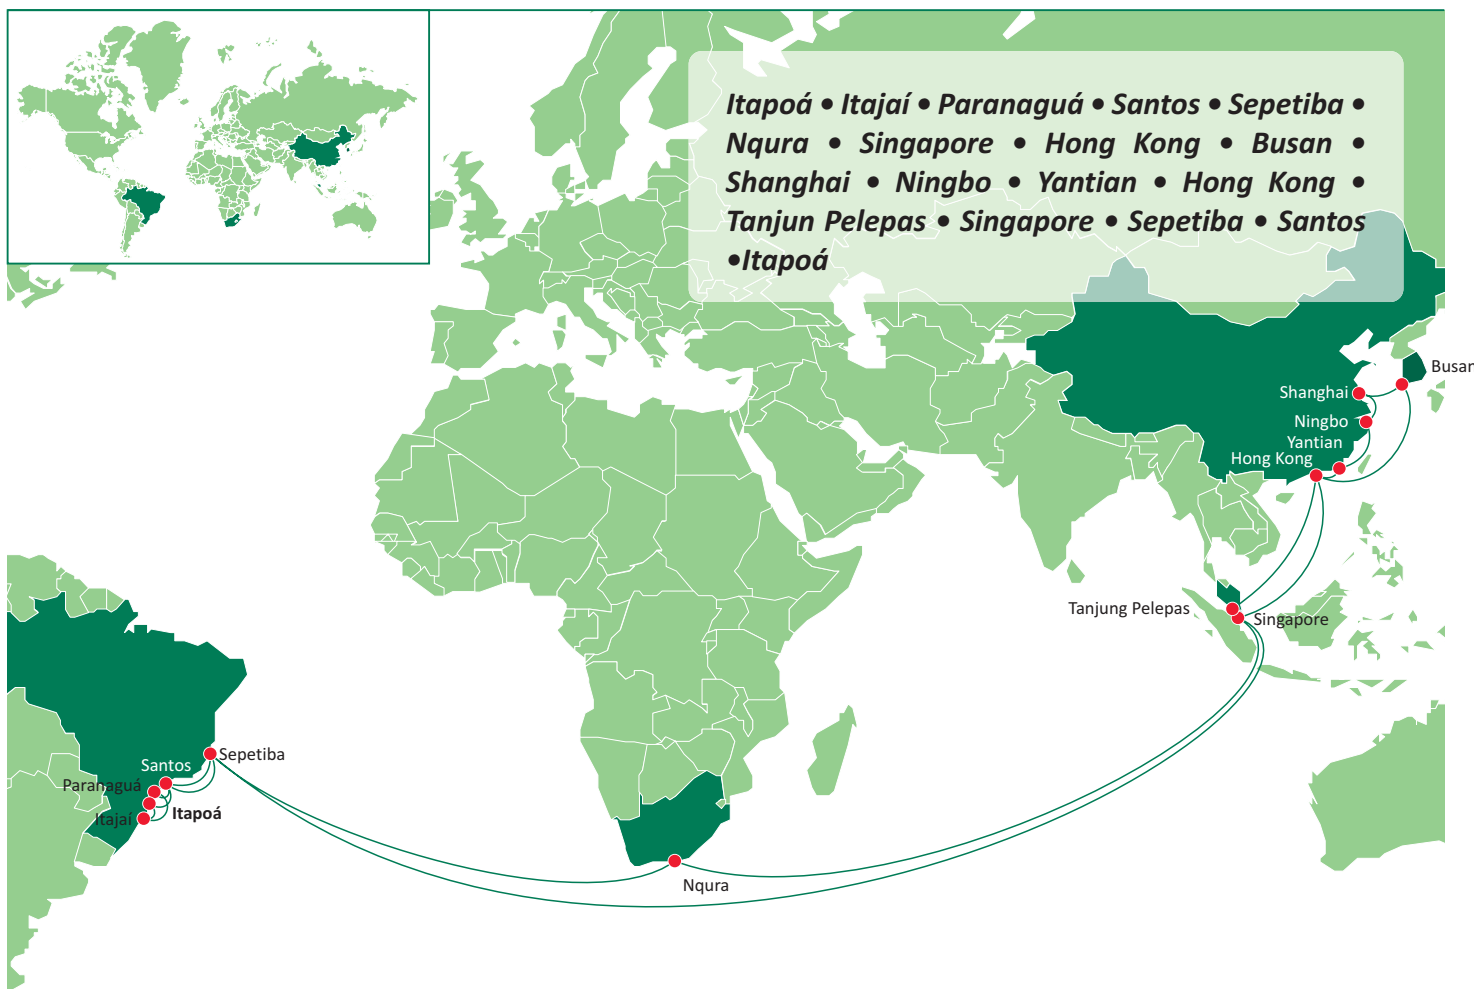 Itapoá • Itajaí • Paranaguá • Santos • Sepetiba •
Nqura • Singapore • Hong Kong • Busan •
Shanghai • Ningbo • Yantian • Hong Kong •
Tanjun Pelepas • Singapore • Sepetiba • Santos
•Itapoá
Busan
Shanghai
Ningbo
Yantian
Hong Kong
Tanjung Pelepas
Singapore
Sepetiba
Santos
Paranaguá
Itapoá
Itajaí
Nqura